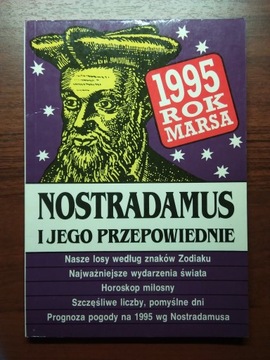 1995
ROK
MARSA
NOSTRADAMUS
I JEGO PRZEPOWIEDNIE
Nasze losy według znaków Zodiaku
Najważniejsze wydarzenia świata
Horoskop miłosny
Szczęśliwe liczby, pomyślne dni
Prognoza pogody na 1995 wg Nostradamusa